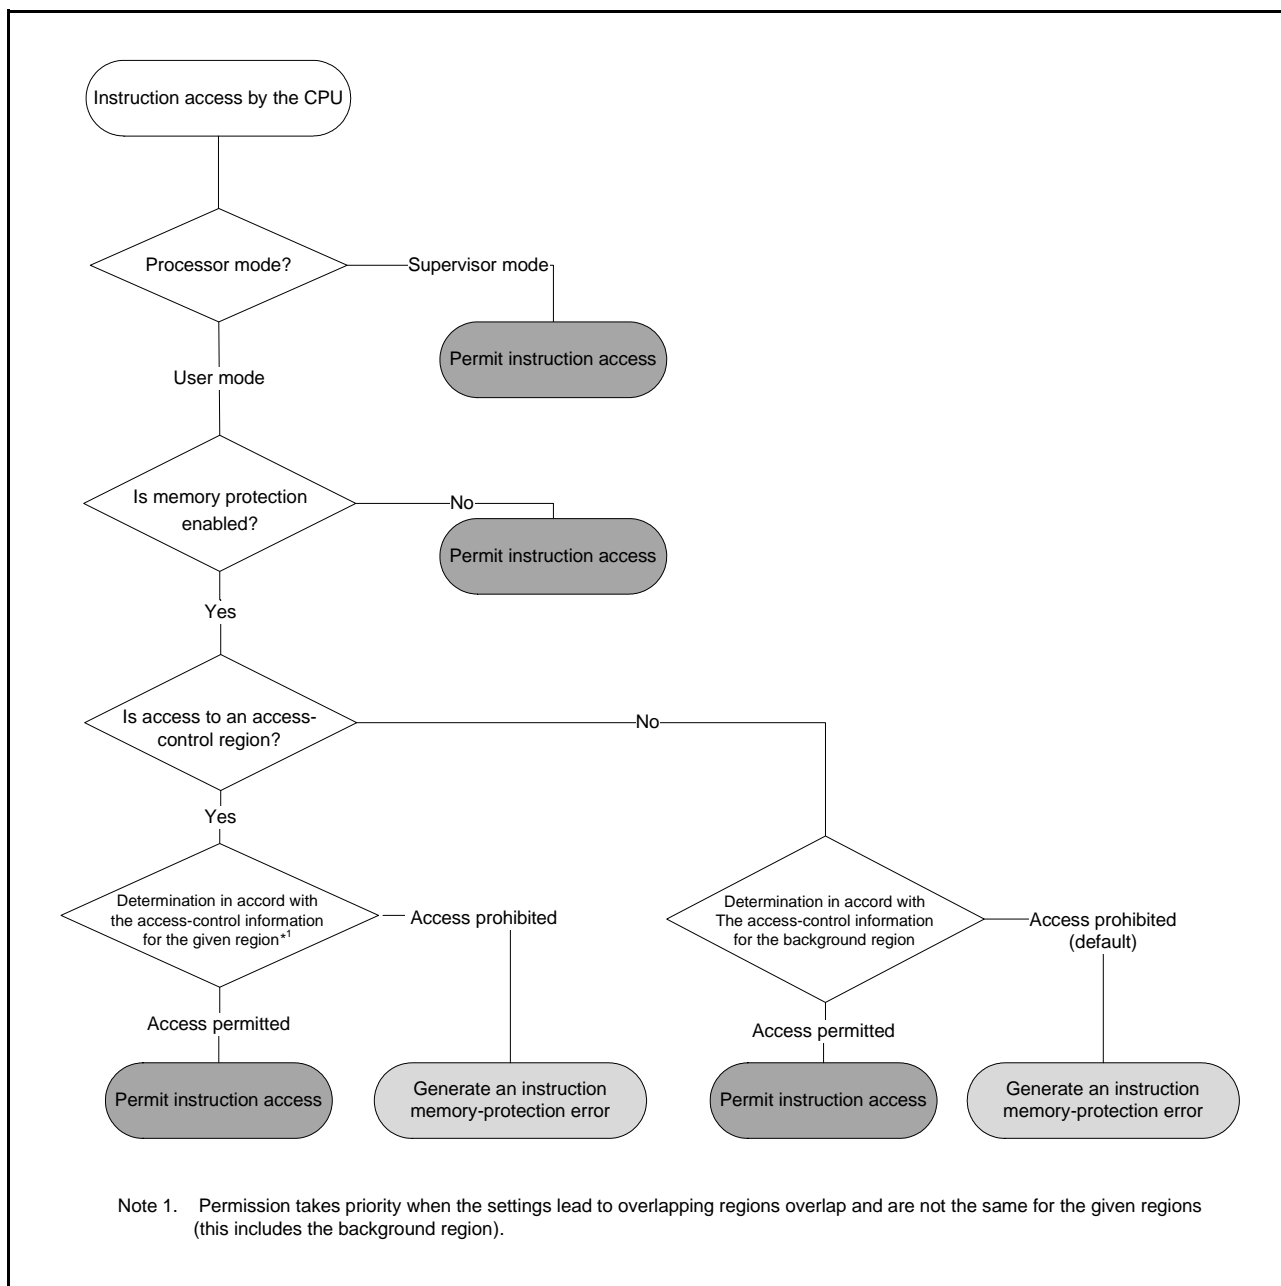 Instruction access by the CPU
Processor mode?
Supervisor mode
Permit instruction access
User mode
Is memory protection
enabled?
No
Permit instruction access
Yes
Is access to an access-
control region?
No
Yes
Determination in accord with
the access-control information
for the given region*1
Access prohibited
Determination in accord with
The access-control information
for the background region
Access prohibited
(default)
Access permitted
Access permitted
Permit instruction access
Generate an instruction
memory-protection error
Permit instruction access
Generate an instruction
memory-protection error
Note 1. Permission takes priority when the settings lead to overlapping regions overlap and are not the same for the given regions
(this includes the background region).